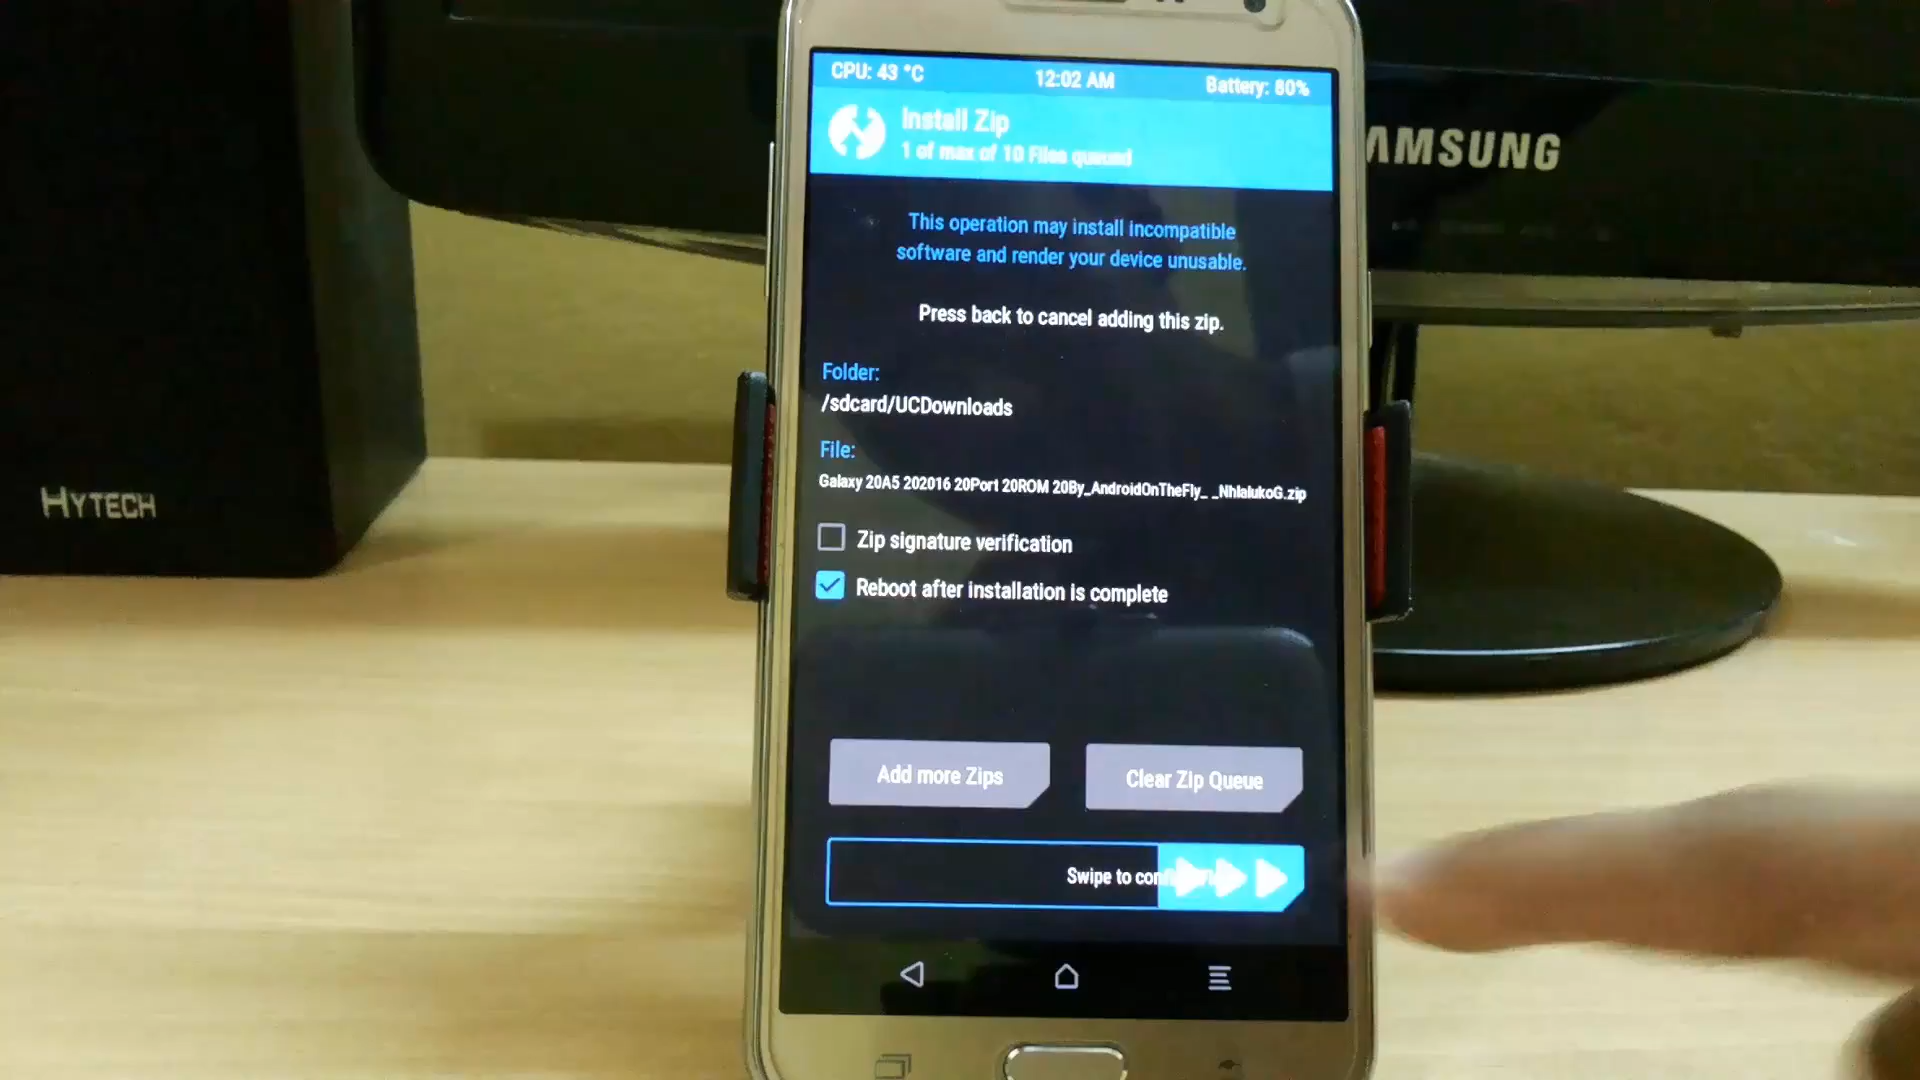 CPU: 43 °C 12:02 AM Battery: 80%
Install Zip
1 of max of 10 Files queued
AMSUNG
This operation may install incompatible
software and render your device unusable.
Press back to cancel adding this zip.
Folder:
/sdcard/UCDownloads
File:
Galaxy 20A5 202016 20Port 20ROM 20By_AndroidOnTheFly_ _NhlalukoG.zip
HYTECH
Zip signature verification
Reboot after installation is complete
Add more Zips Clear Zip Queue
Swipe to conf